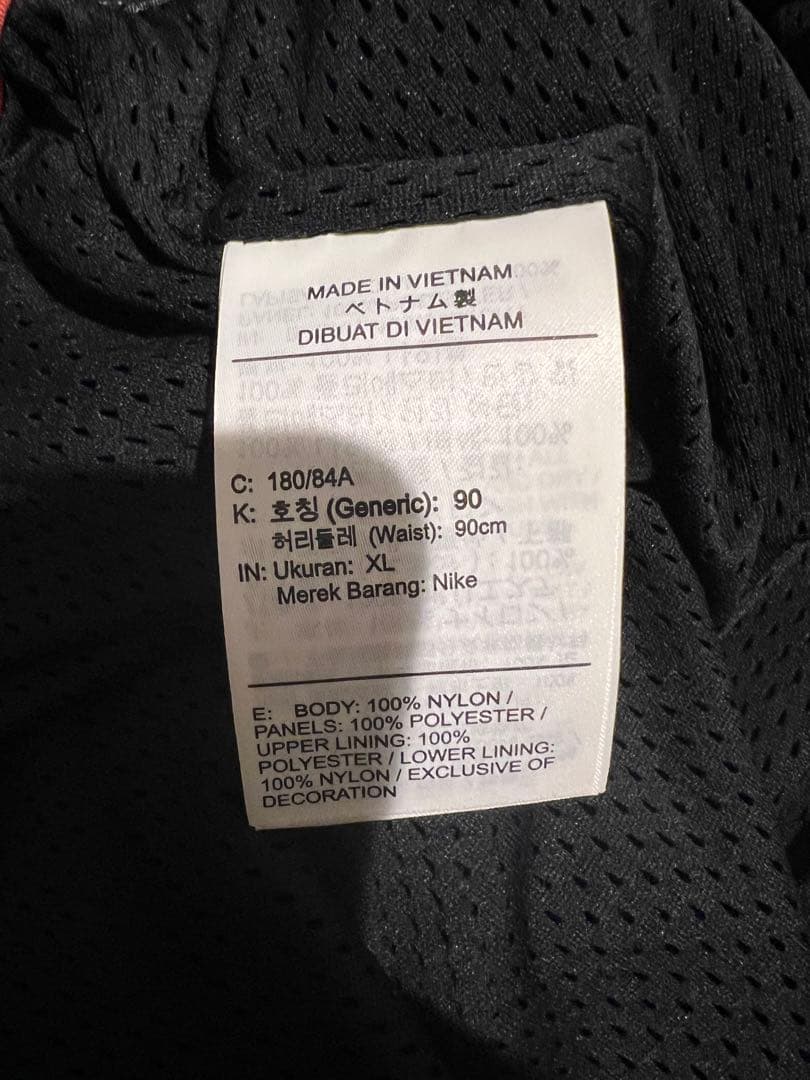 MADE IN VIETNAM
ベトナム製
DIBUAT DI VIETNAM
C: 180/84A
K: 호칭 (Generic): 90
허리둘레 (Waist): 90cm
IN: Ukuran: XL
Merek Barang: Nike
E: BODY: 100% NYLON /
PANELS: 100% POLYESTER /
UPPER LINING: 100%
POLYESTER / LOWER LINING:
100% NYLON / EXCLUSIVE OF
DECORATION